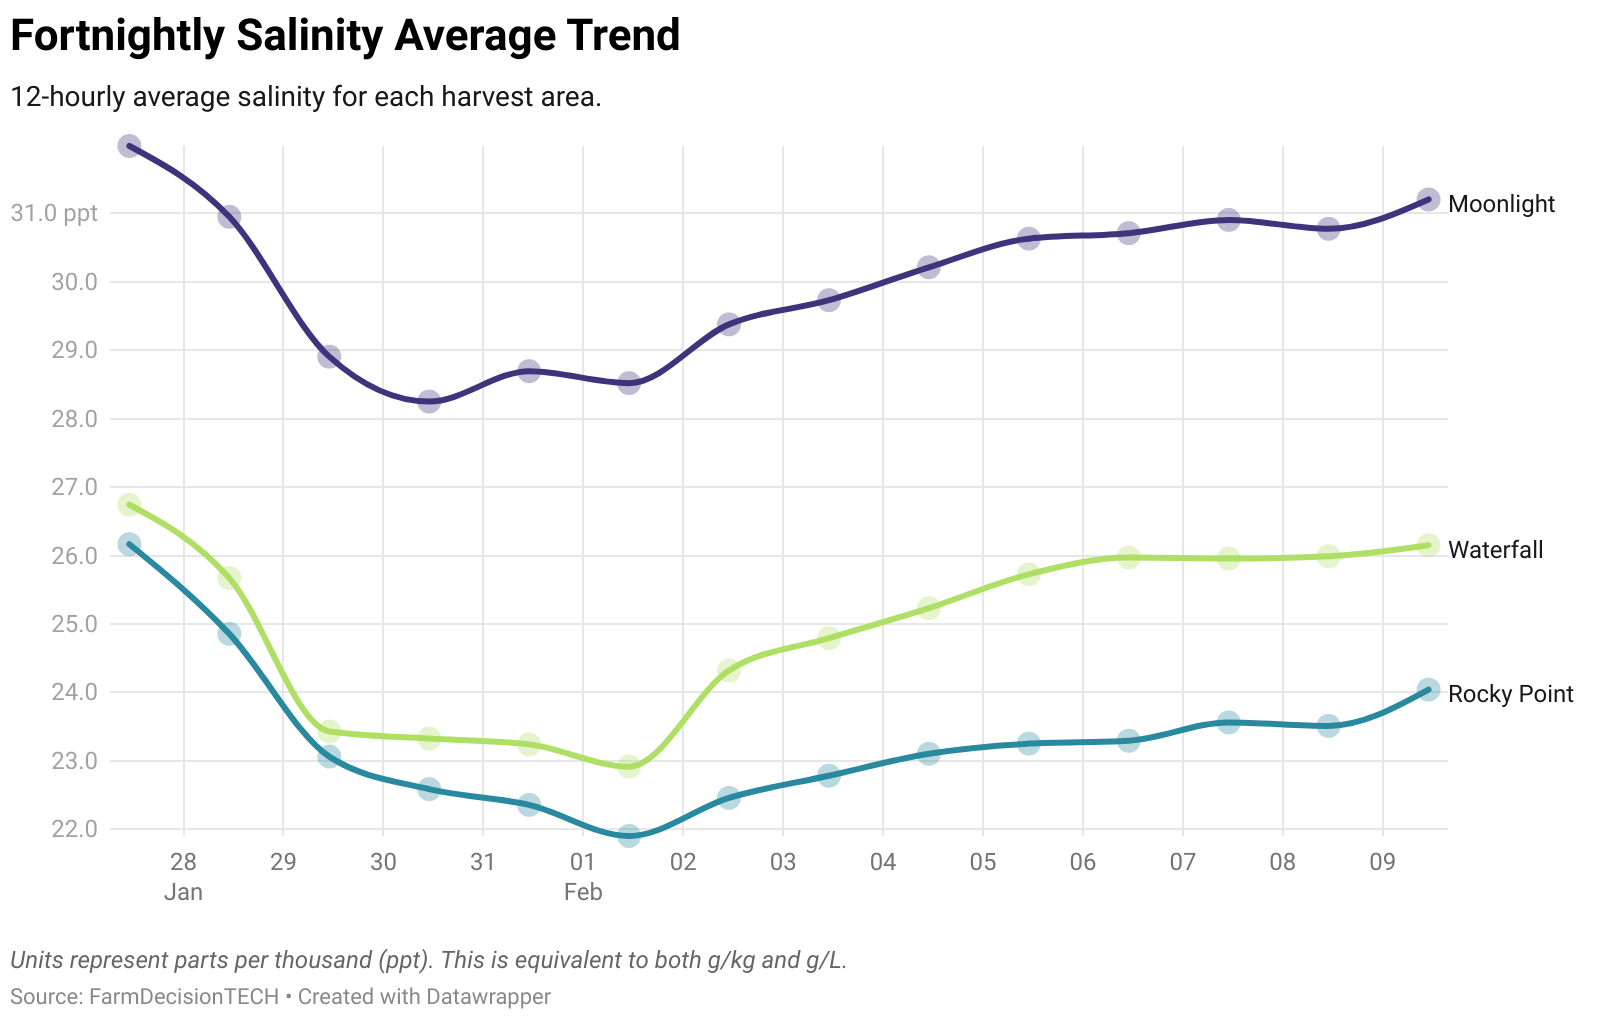 Fortnightly Salinity Average Trend
12-hourly average salinity for each harvest area.
31.0 ppt
30.0
29.0
28.0
27.0
26.0
25.0
24.0
23.0
22.0
Moonlight
Waterfall
Rocky Point
28 29 30 31 01 02 03 04 05 06 07 08 09
Jan Feb
Units represent parts per thousand (ppt). This is equivalent to both g/kg and g/L.
Source: FarmDecisionTECH • Created with Datawrapper